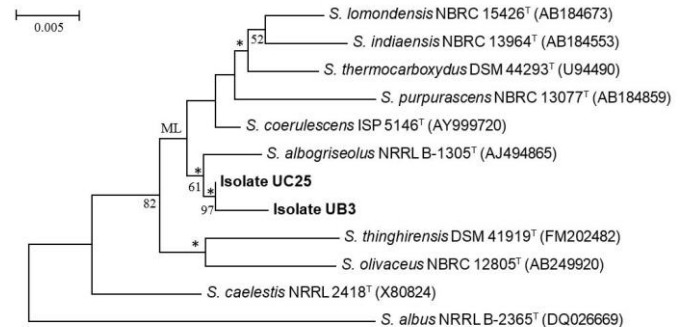 S. lomondensis NBRC 15426ᵀ (AB184673)
0.005
* 52 S. indiaensis NBRC 13964ᵀ (AB184553)
S. thermocarboxydus DSM 44293ᵀ (U94490)
S. purpurascens NBRC 13077ᵀ (AB184859)
ML S. coerulescens ISP 5146ᵀ (AY999720)
S. albogriseolus NRRL B-1305ᵀ (AJ494865)
* Isolate UC25
61 *
97 Isolate UB3
82
* S. thinghirensis DSM 41919ᵀ (FM202482)
S. olivaceus NBRC 12805ᵀ (AB249920)
S. caelestis NRRL 2418ᵀ (X80824)
S. albus NRRL B-2365ᵀ (DQ026669)